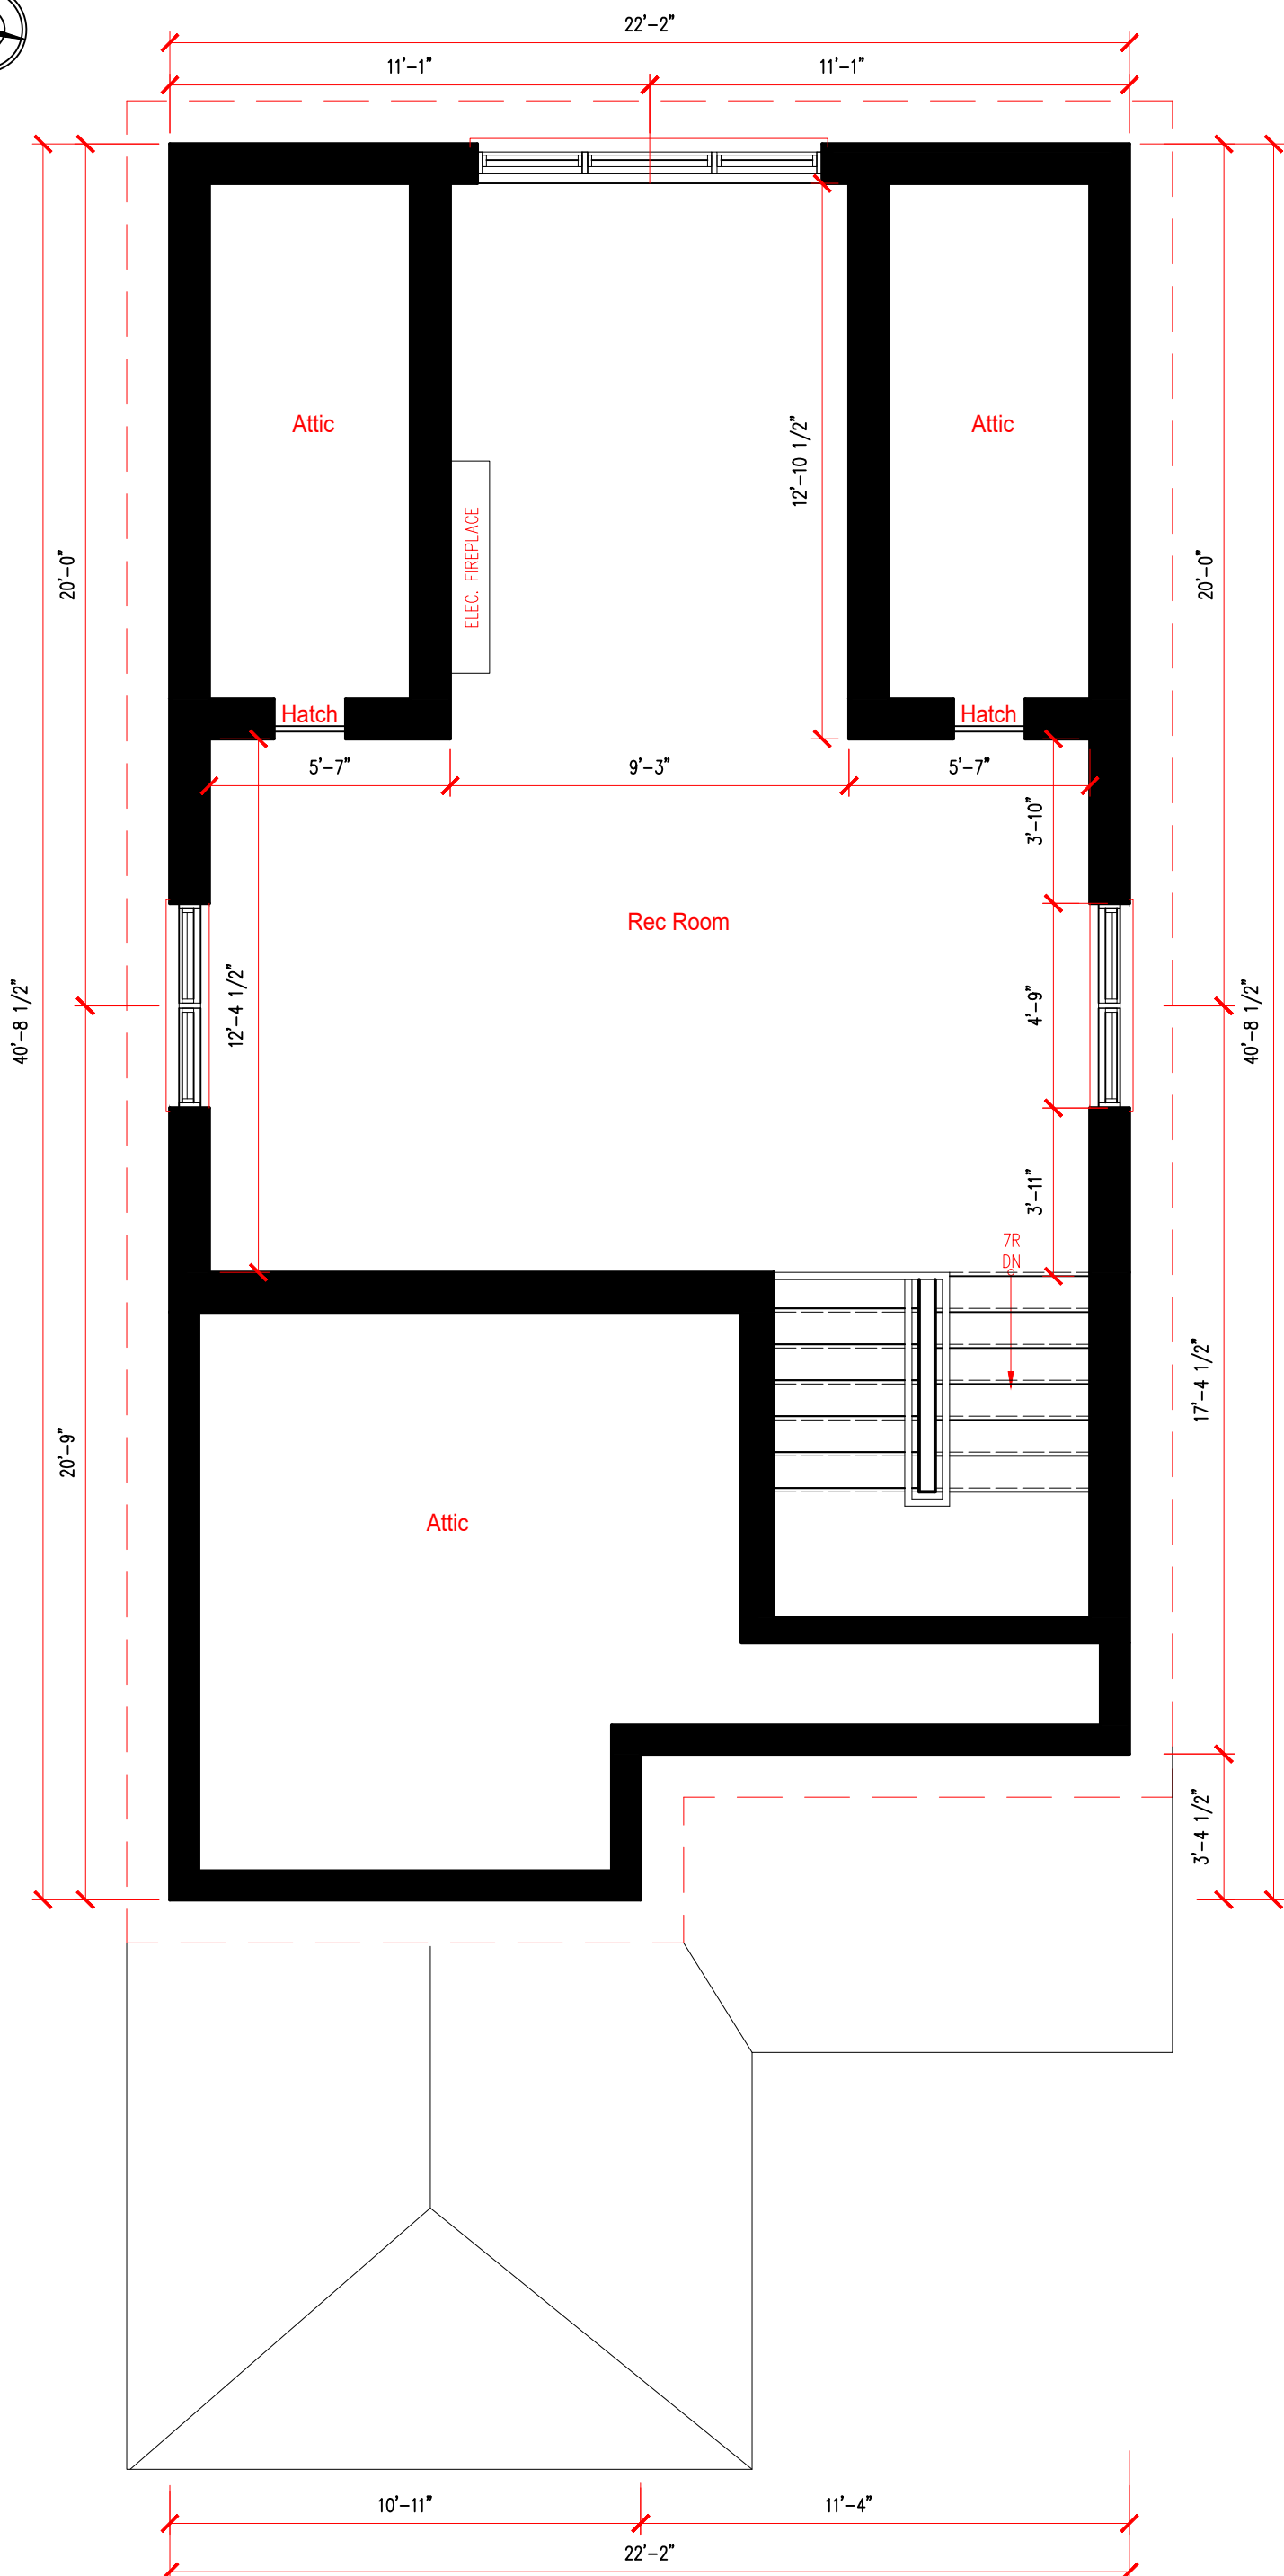 22'-2"
11'-1"
11'-1"
Attic
Attic
12'-10 1/2"
ELEC. FIREPLACE
20'-0"
20'-0"
Hatch
Hatch
5'-7"
9'-3"
5'-7"
3'-10"
Rec Room
40'-8 1/2"
12'-4 1/2"
4'-9"
40'-8 1/2"
3'-11"
7R
DN
17'-4 1/2"
20'-9"
Attic
3'-4 1/2"
10'-11"
11'-4"
22'-2"